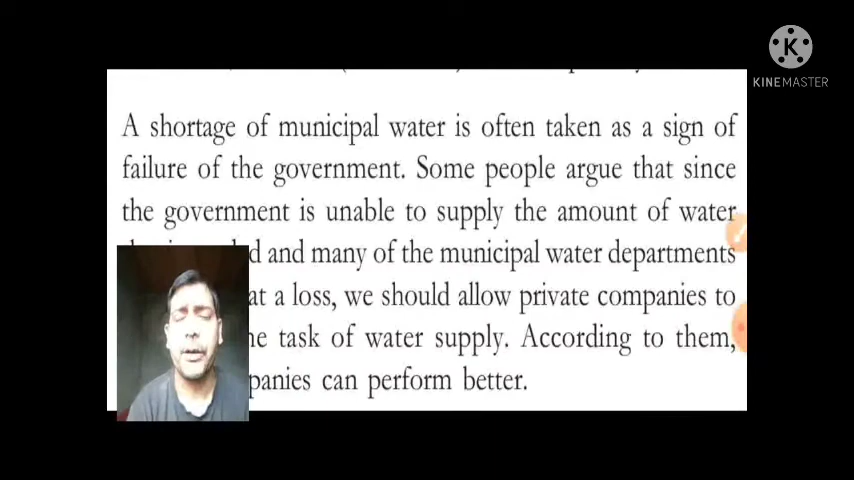 A shortage of municipal water is often taken as a sign of
failure of the government. Some people argue that since
the government is unable to supply the amount of water
and many of the municipal water departments
at a loss, we should allow private companies to
task of water supply. According to them,
can perform better.
K
KINEMASTER